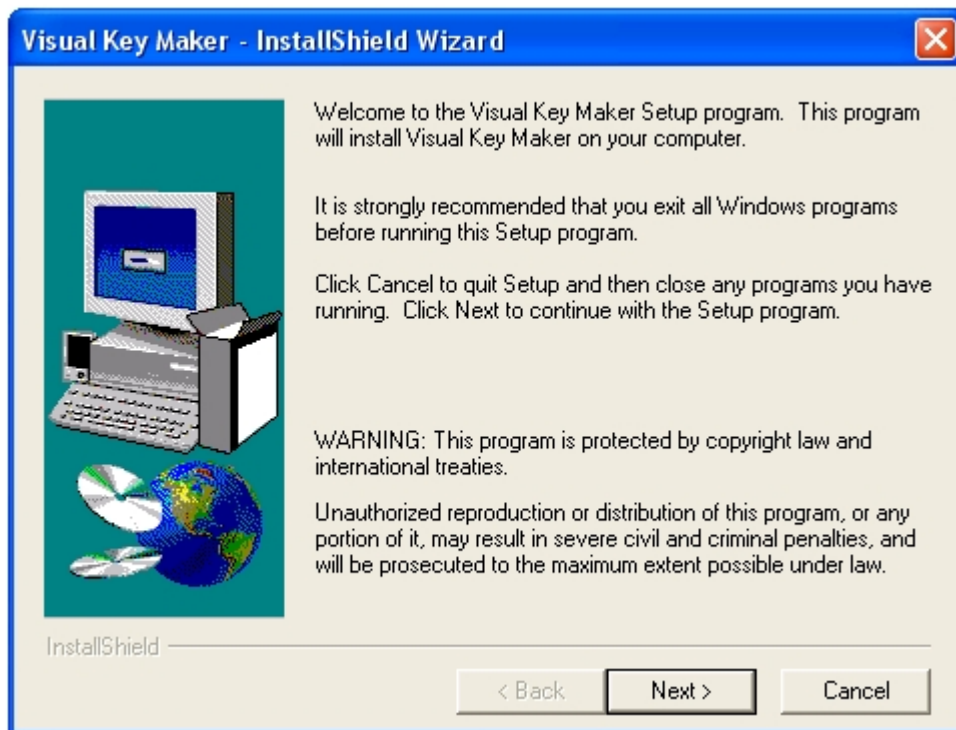 Visual Key Maker - InstallShield Wizard
Welcome to the Visual Key Maker Setup program.  This program
will install Visual Key Maker on your computer.
It is strongly recommended that you exit all Windows programs
before running this Setup program.
Click Cancel to quit Setup and then close any programs you have
running.  Click Next to continue with the Setup program.
WARNING: This program is protected by copyright law and
international treaties.
Unauthorized reproduction or distribution of this program, or any
portion of it, may result in severe civil and criminal penalties, and
will be prosecuted to the maximum extent possible under law.
InstallShield
< Back
Next >
Cancel